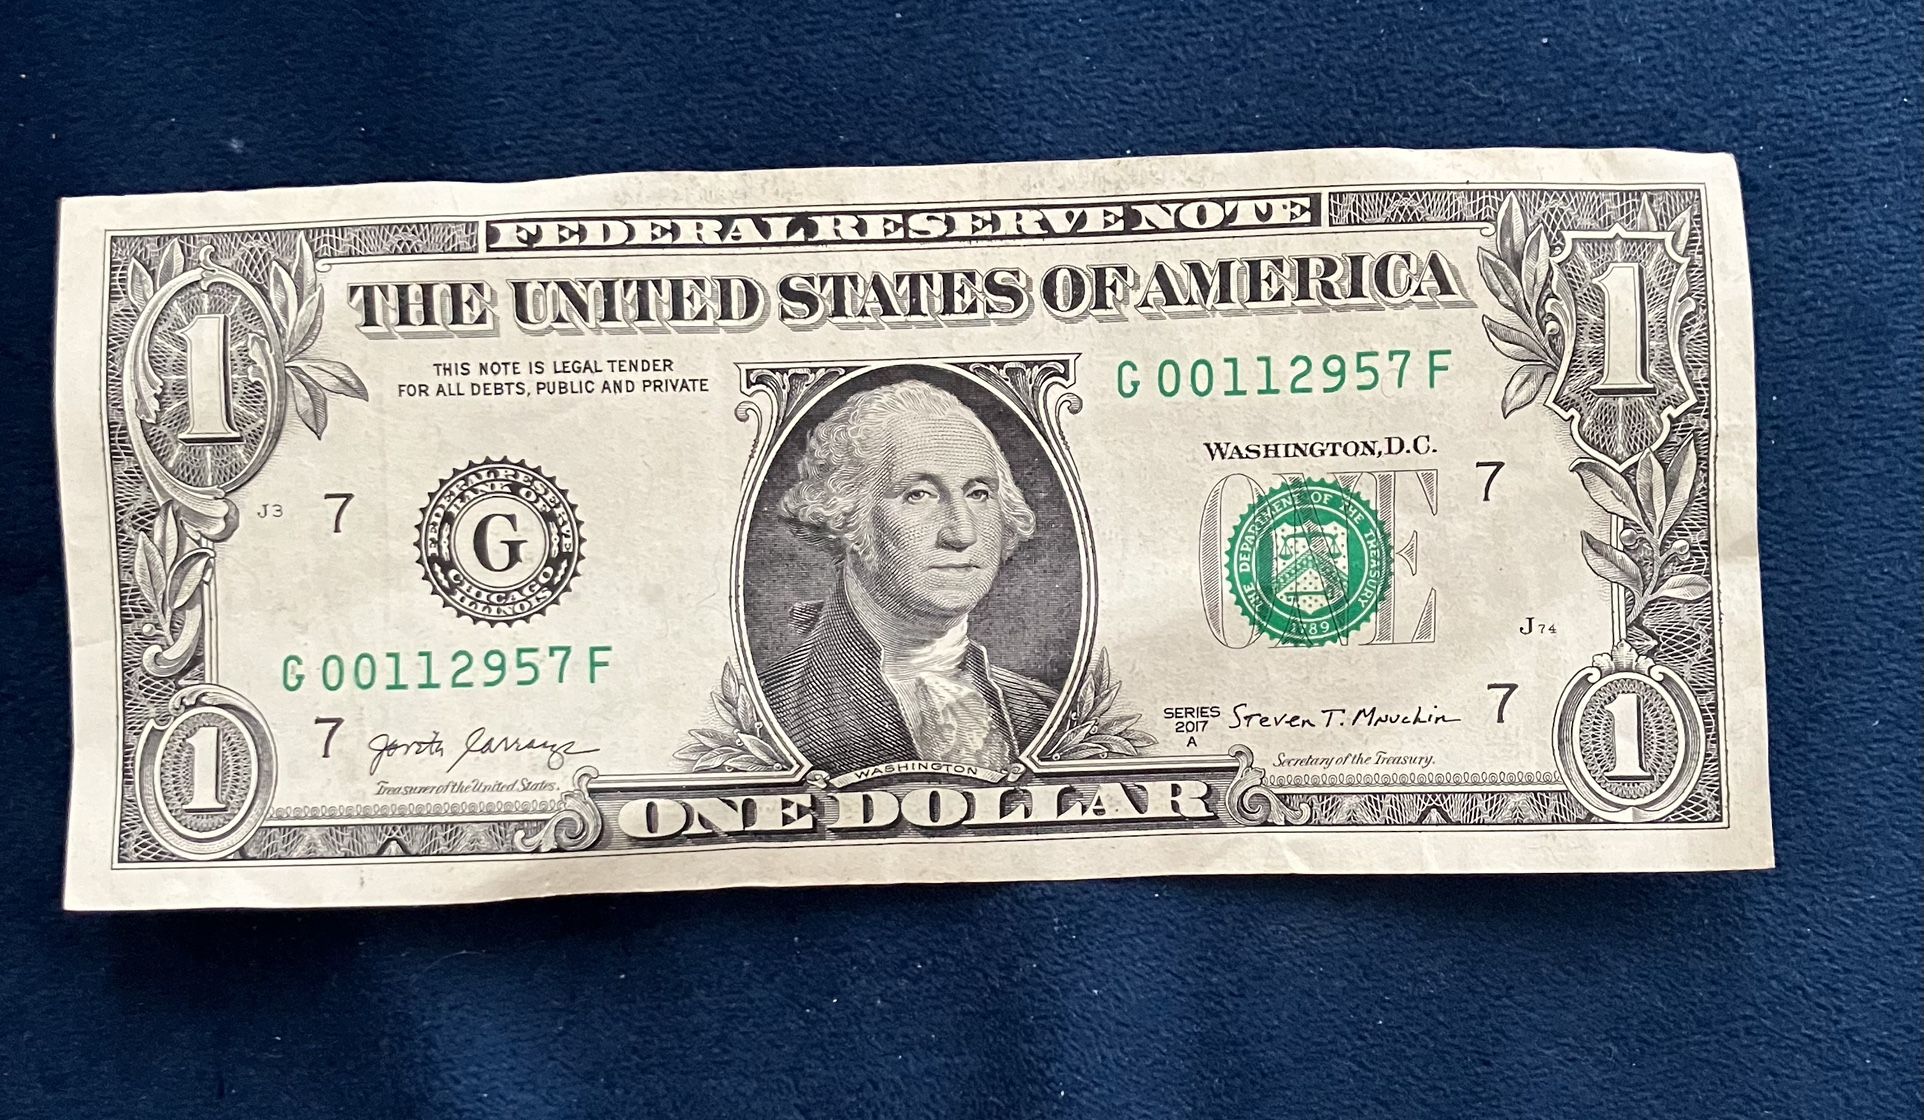 FEDERAL RESERVE NOTE
THE UNITED STATES OF AMERICA
1
1
THIS NOTE IS LEGAL TENDER
FOR ALL DEBTS, PUBLIC AND PRIVATE
G 00112957 F
WASHINGTON, D.C.
J3
7
FEDERAL RESERVE
BANK OF
G
CHICAGO
ILLINOIS
ONE
THE DEPARTMENT OF THE TREASURY
1789
7
J74
G 00112957 F
7
Jovita Carranza
Treasurer of the United States.
WASHINGTON
SERIES
2017
A
Steven T. Mnuchin
Secretary of the Treasury.
7
1
ONE DOLLAR
1